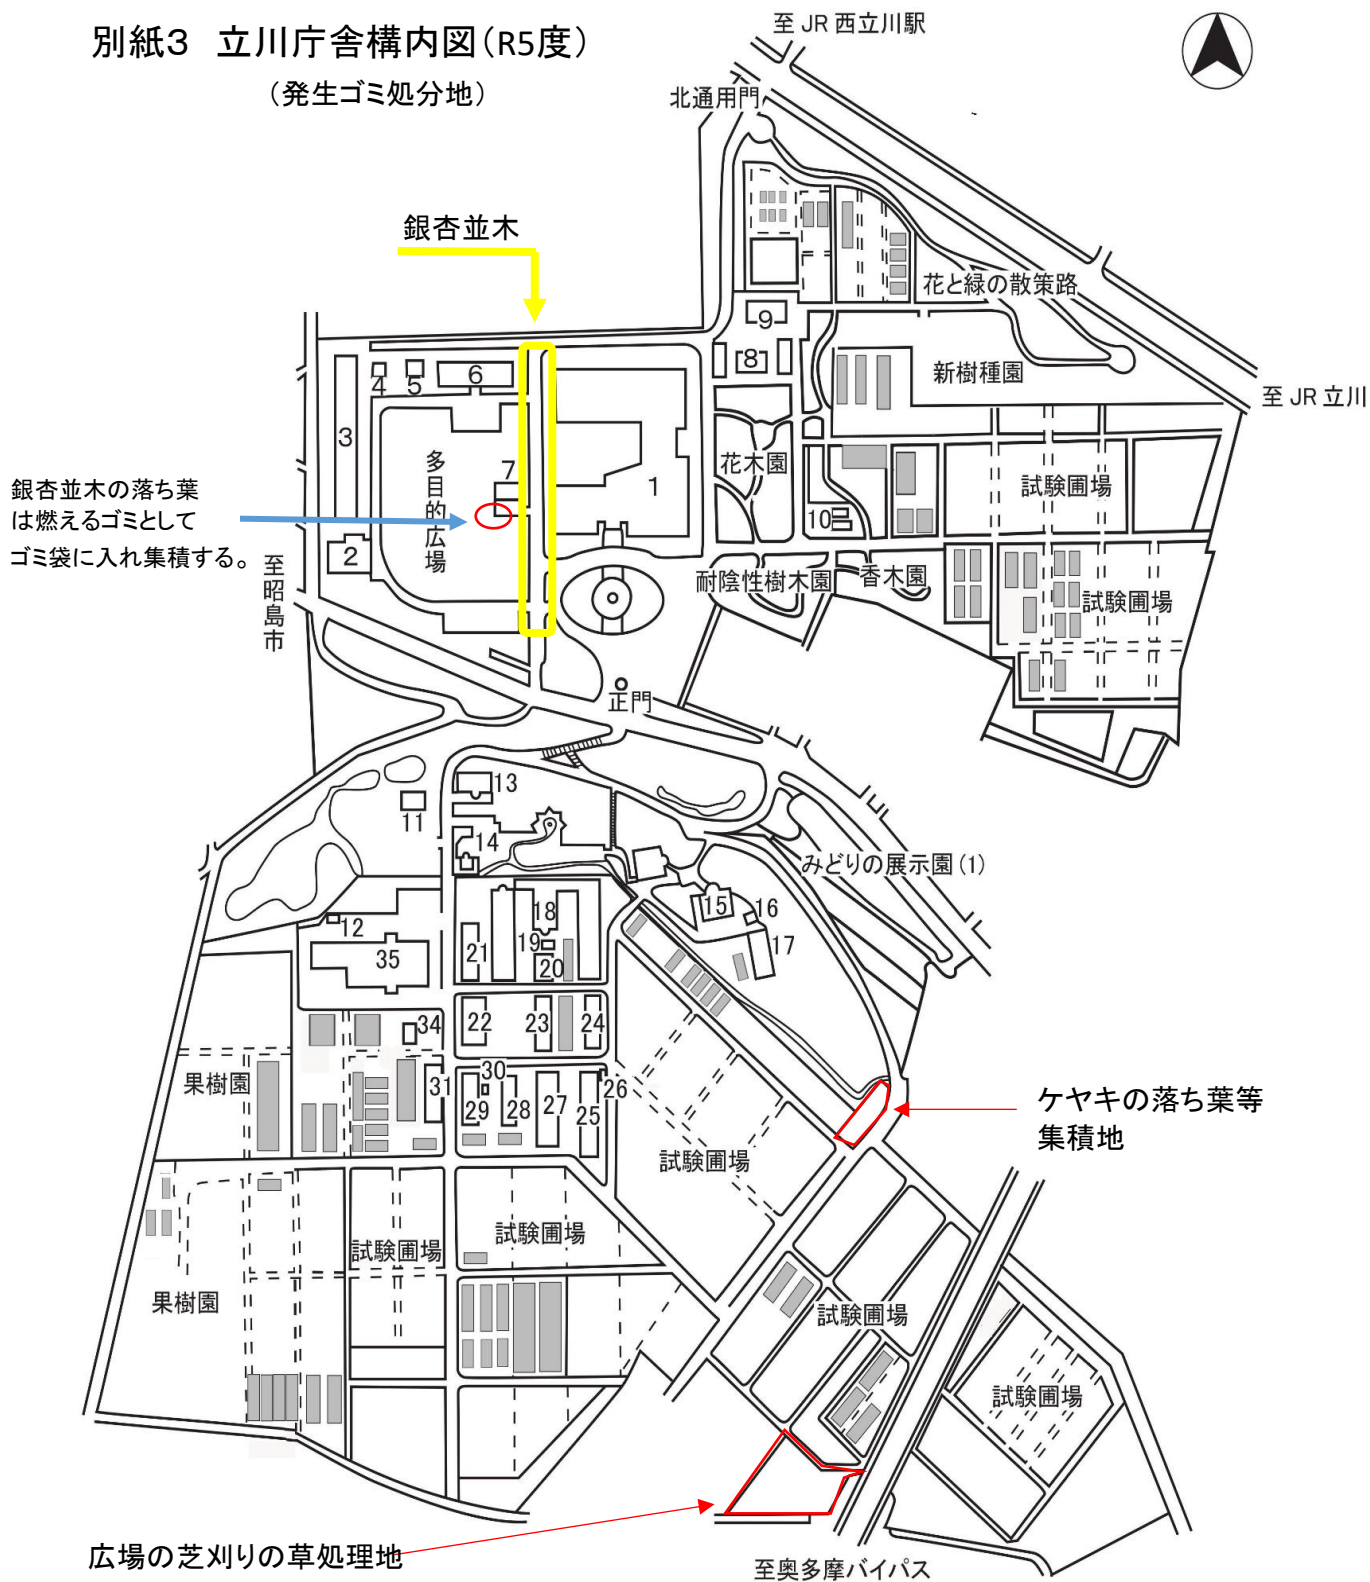 別紙3 立川庁舎構内図(R5度)
(発生ゴミ処分地)
至 JR 西立川駅
北通用門
銀杏並木
花と緑の散策路
9
8
新樹種園
至 JR 立川
4
5
6
3
多目的広場
7
1
花木園
試験圃場
銀杏並木の落ち葉
は燃えるゴミとして
ゴミ袋に入れ集積する。
10
2
至昭島市
耐陰性樹木園
香木園
試験圃場
正門
13
11
14
みどりの展示園(1)
15
16
17
12
18
19
20
21
35
22
23
24
34
果樹園
31
30
29
28
27
25
26
ケヤキの落ち葉等
集積地
試験圃場
試験圃場
試験圃場
果樹園
試験圃場
試験圃場
広場の芝刈りの草処理地
至奥多摩バイパス